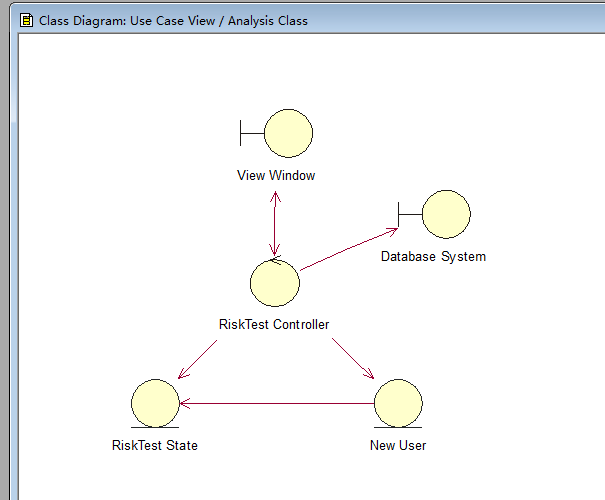 Class Diagram: Use Case View / Analysis Class
View Window
Database System
RiskTest Controller
RiskTest State
New User